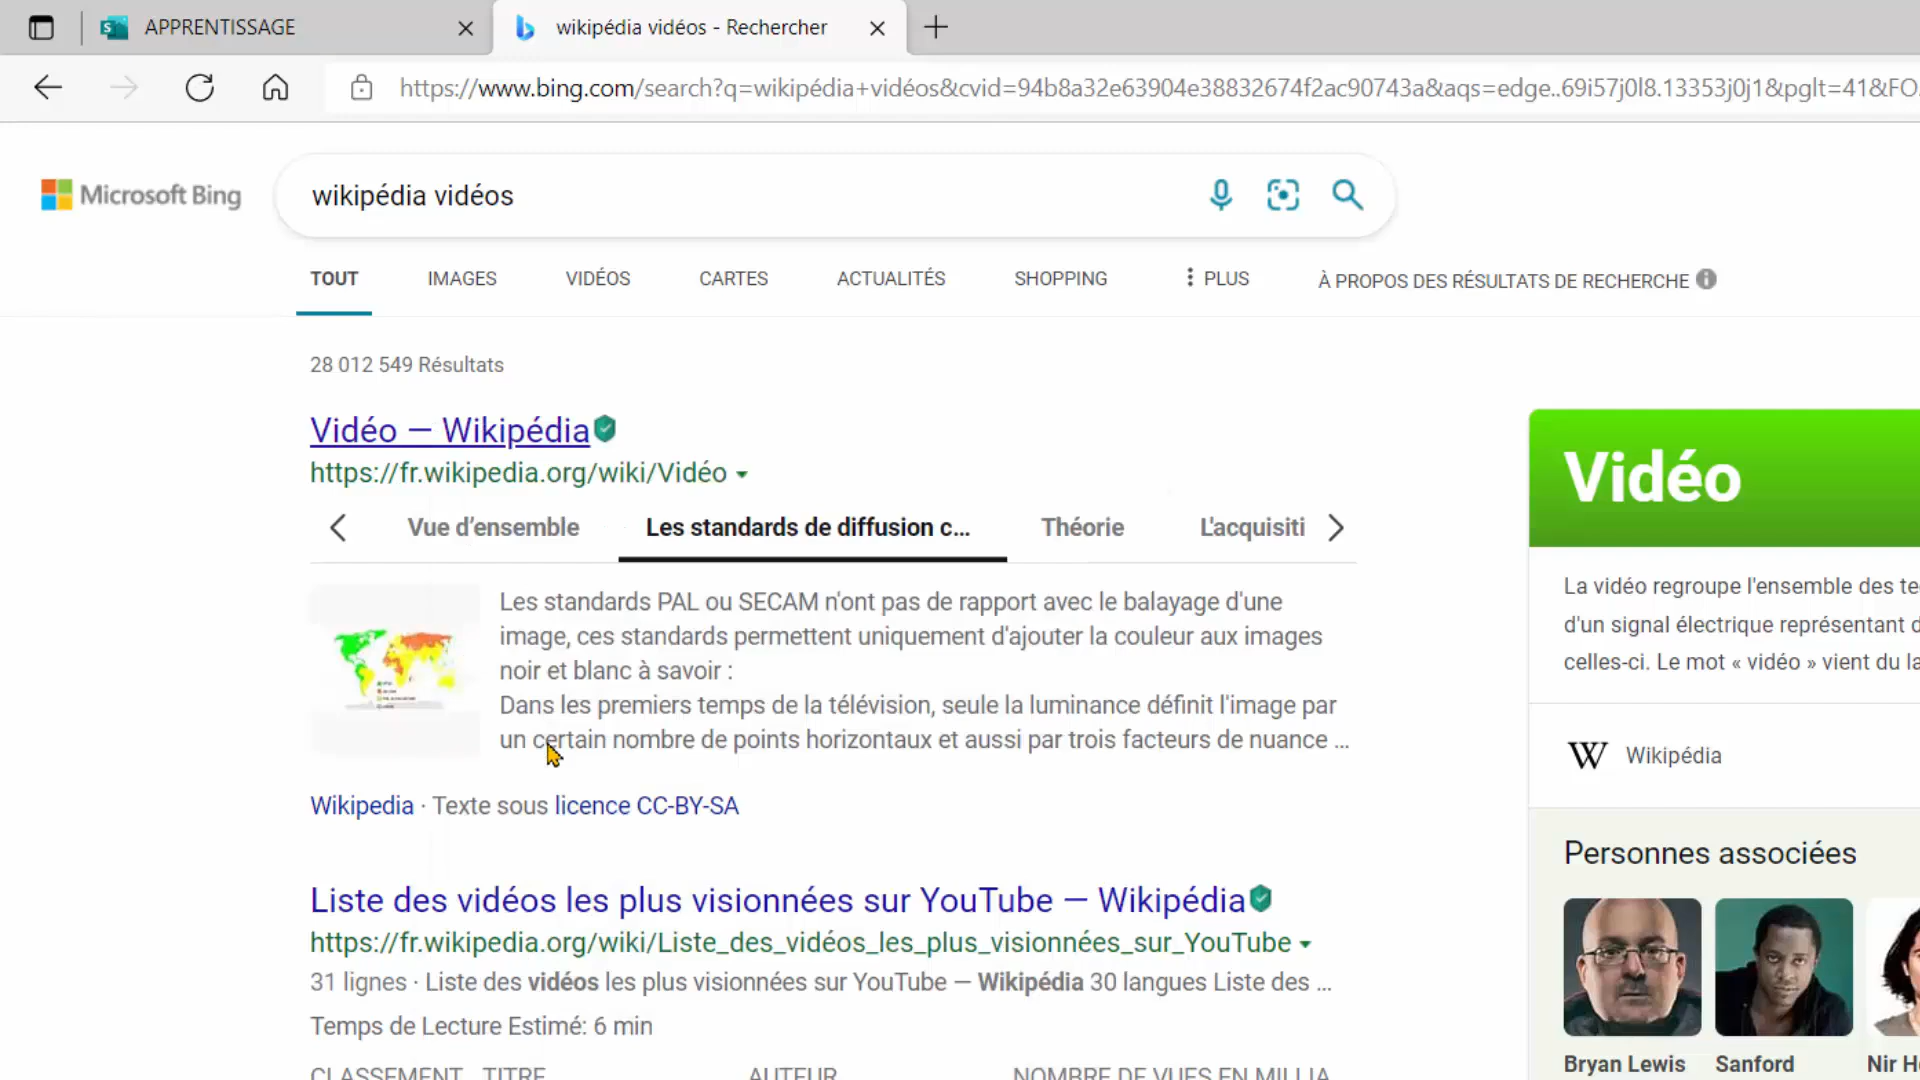 APPRENTISSAGE
wikipédia vidéos - Rechercher
https://www.bing.com/search?q=wikipédia+vidéos&cvid=94b8a32e63904e38832674f2ac90743a&aqs=edge..69i57j0l8.13353j0j1&pglt=41&FO
Microsoft Bing
wikipédia vidéos
TOUT IMAGES VIDÉOS CARTES ACTUALITÉS SHOPPING PLUS À PROPOS DES RÉSULTATS DE RECHERCHE
28 012 549 Résultats
Vidéo — Wikipédia
https://fr.wikipedia.org/wiki/Vidéo
Vue d’ensemble Les standards de diffusion c... Théorie L'acquisiti
Les standards PAL ou SECAM n'ont pas de rapport avec le balayage d'une
image, ces standards permettent uniquement d'ajouter la couleur aux images
noir et blanc à savoir :
Dans les premiers temps de la télévision, seule la luminance définit l'image par
un certain nombre de points horizontaux et aussi par trois facteurs de nuance ...
Wikipedia · Texte sous licence CC-BY-SA
Liste des vidéos les plus visionnées sur YouTube — Wikipédia
https://fr.wikipedia.org/wiki/Liste_des_vidéos_les_plus_visionnées_sur_YouTube
31 lignes · Liste des vidéos les plus visionnées sur YouTube — Wikipédia 30 langues Liste des ...
Temps de Lecture Estimé: 6 min
CLASSEMENT TITRE AUTEUR NOMBRE DE VUES EN MILLIA
Vidéo
La vidéo regroupe l'ensemble des te
d'un signal électrique représentant d
celles-ci. Le mot « vidéo » vient du la
Wikipédia
Personnes associées
Bryan Lewis Sanford Nir H